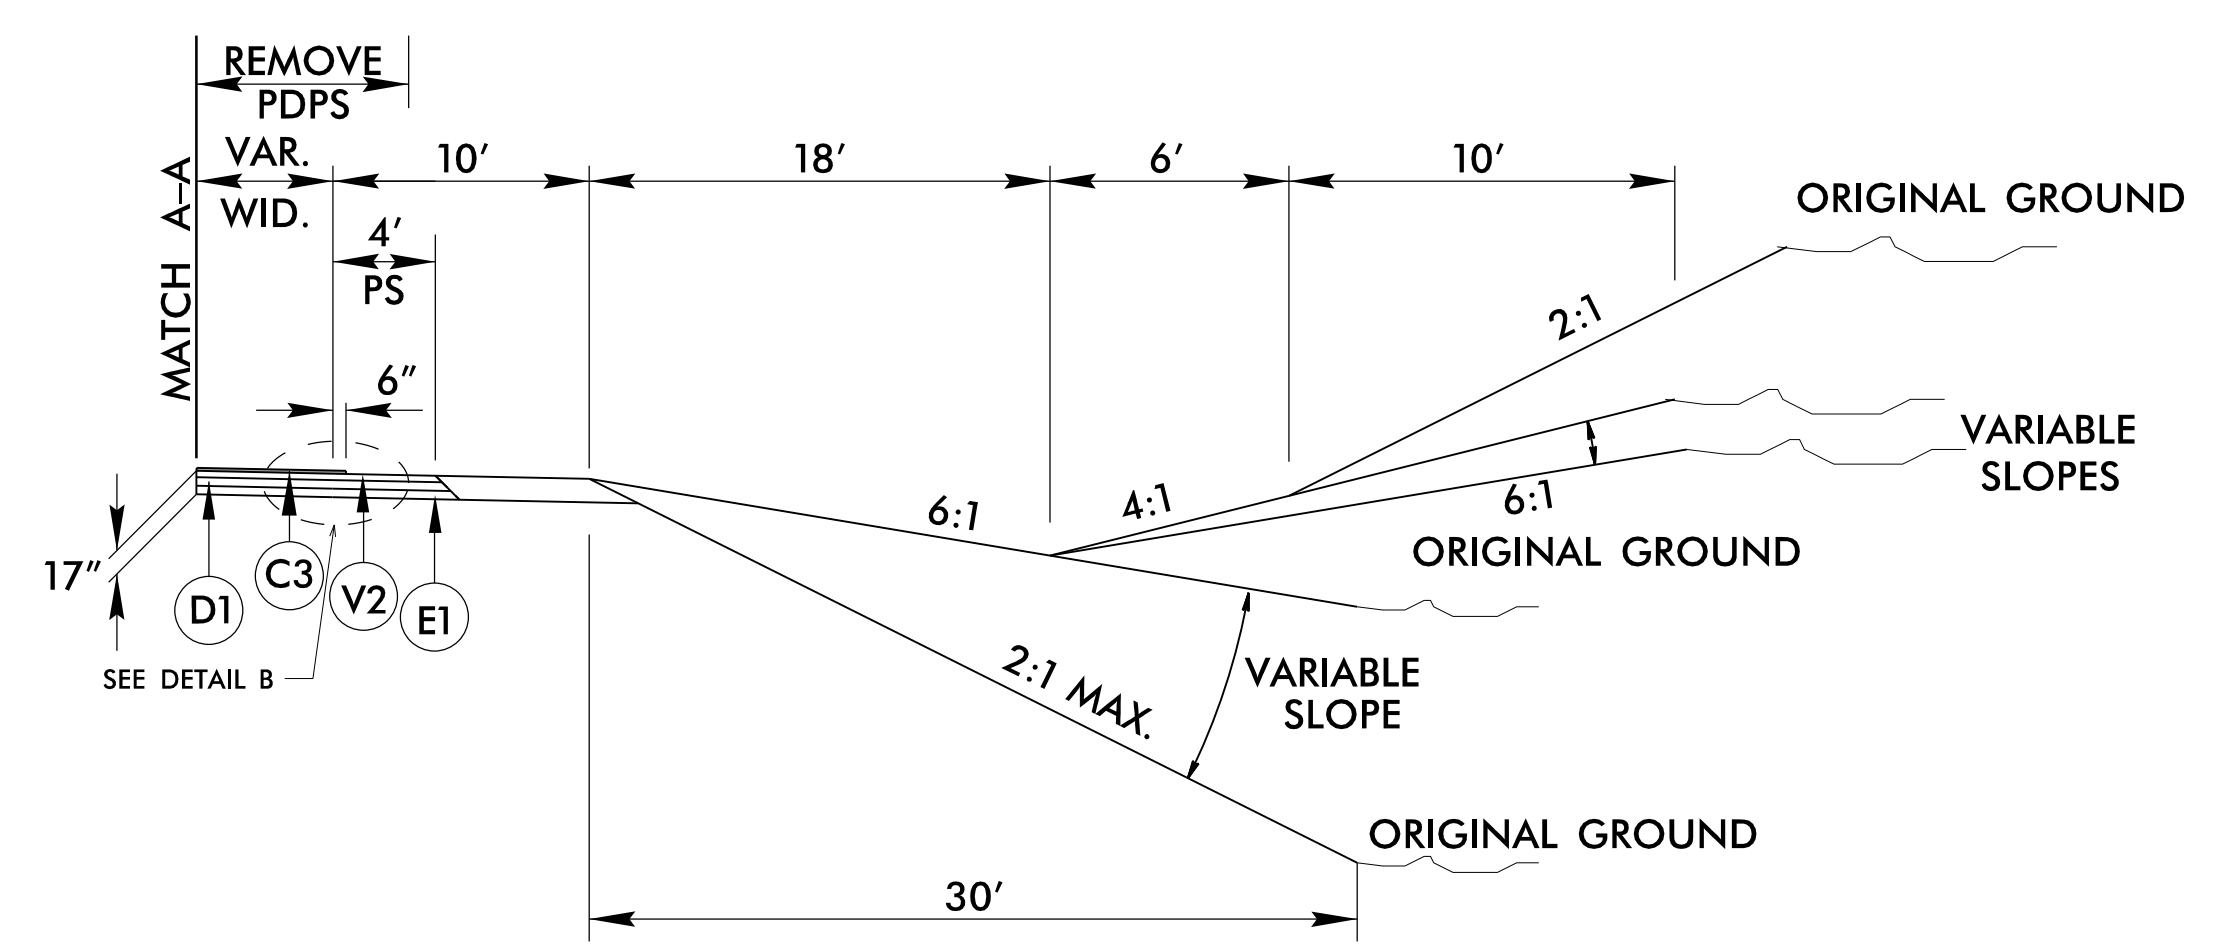 REMOVE
PDPS
VAR.
WID.
10′
18′
6′
10′
MATCH A–A
4′
PS
6″
ORIGINAL GROUND
2:1
VARIABLE
SLOPES
6:1
4:1
6:1
ORIGINAL GROUND
17″
D1
C3
V2
E1
SEE DETAIL B
2:1 MAX.
VARIABLE
SLOPE
ORIGINAL GROUND
30′